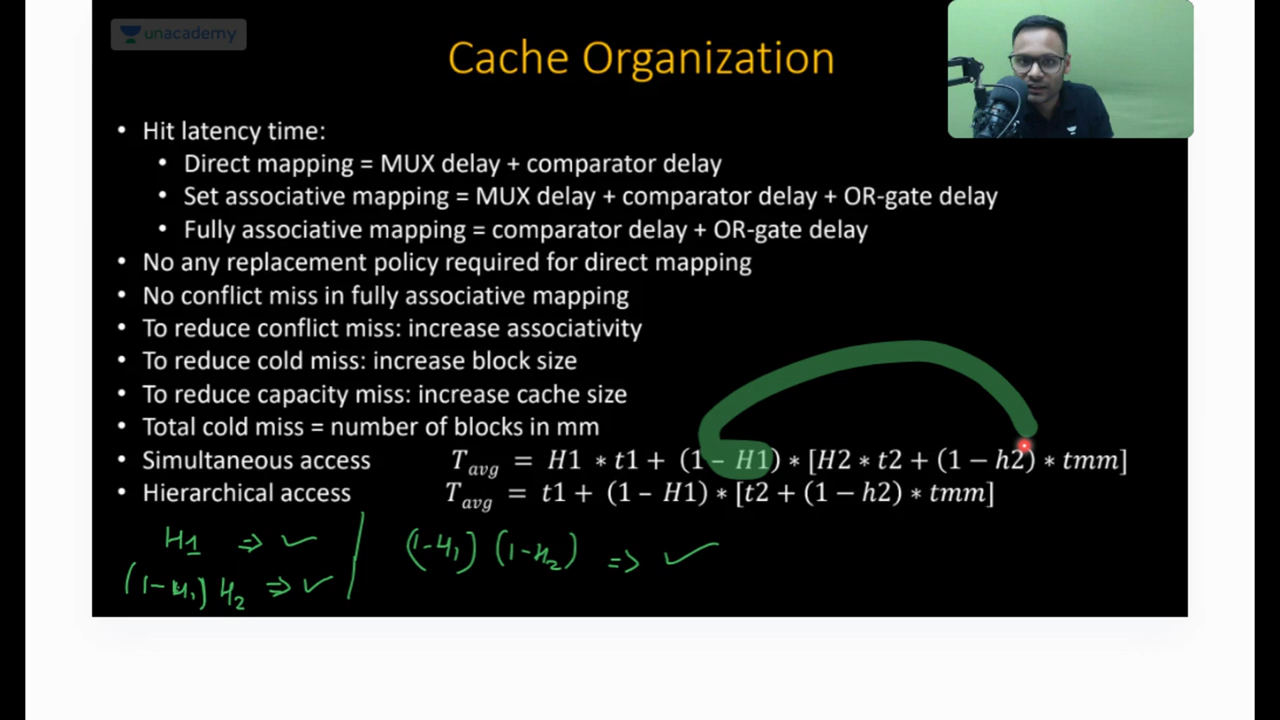 unacademy
Cache Organization
• Hit latency time:
• Direct mapping = MUX delay + comparator delay
• Set associative mapping = MUX delay + comparator delay + OR-gate delay
• Fully associative mapping = comparator delay + OR-gate delay
• No any replacement policy required for direct mapping
• No conflict miss in fully associative mapping
• To reduce conflict miss: increase associativity
• To reduce cold miss: increase block size
• To reduce capacity miss: increase cache size
• Total cold miss = number of blocks in mm
• Simultaneous access T_avg = H1 * t1 + (1 – H1) * [H2 * t2 + (1 − h2) * tmm]
• Hierarchical access T_avg = t1 + (1 – H1) * [t2 + (1 − h2) * tmm]
H1 ⇒ ✓ | (1-H1) (1-H2) ⇒ ✓
(1-H1) H2 ⇒ ✓